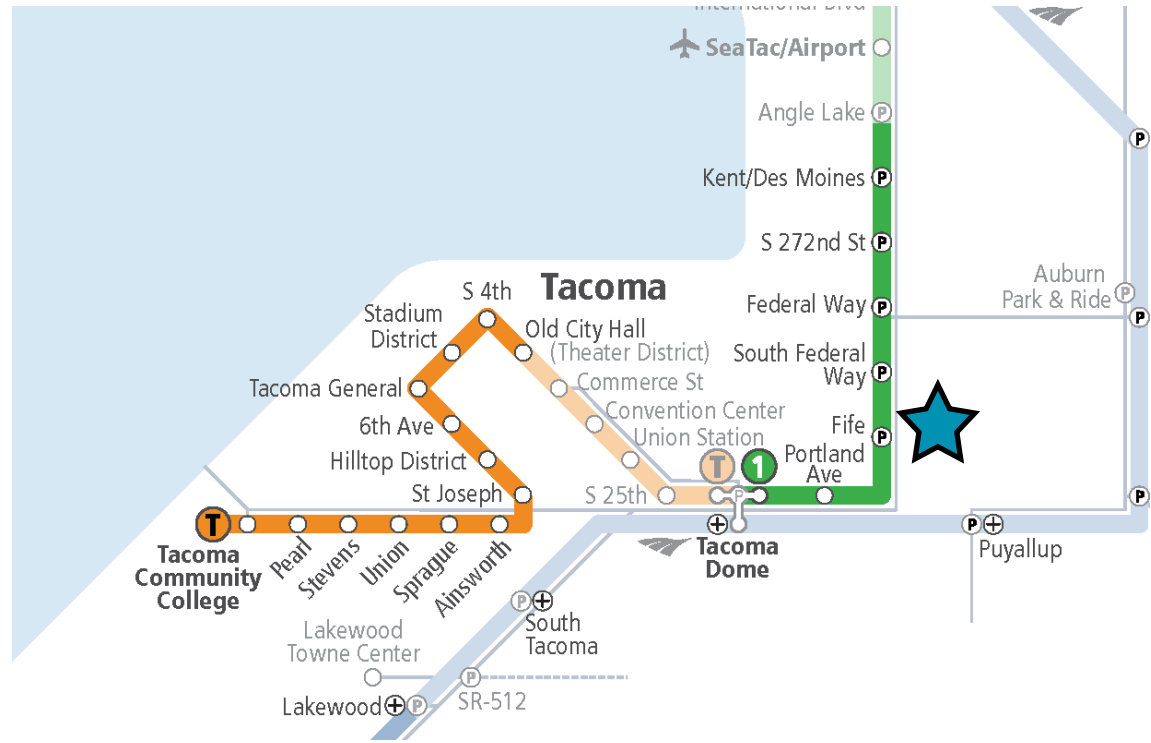 International Blvd
SeaTac/Airport
Angle Lake
P
Kent/Des Moines
P
P
S 272nd St
P
Auburn
Park & Ride
P
P
Federal Way
P
Tacoma
S 4th
Stadium
District
Old City Hall
(Theater District)
South Federal
Way
P
Tacoma General
Commerce St
6th Ave
Convention Center
Fife
P
Union Station
Hilltop District
T
1
Portland
Ave
St Joseph
S 25th
P
P
T
Tacoma
Community
College
Pearl
Stevens
Union
Sprague
Ainsworth
Tacoma
Dome
P
Puyallup
P
South
Tacoma
Lakewood
Towne Center
P
SR-512
Lakewood
P